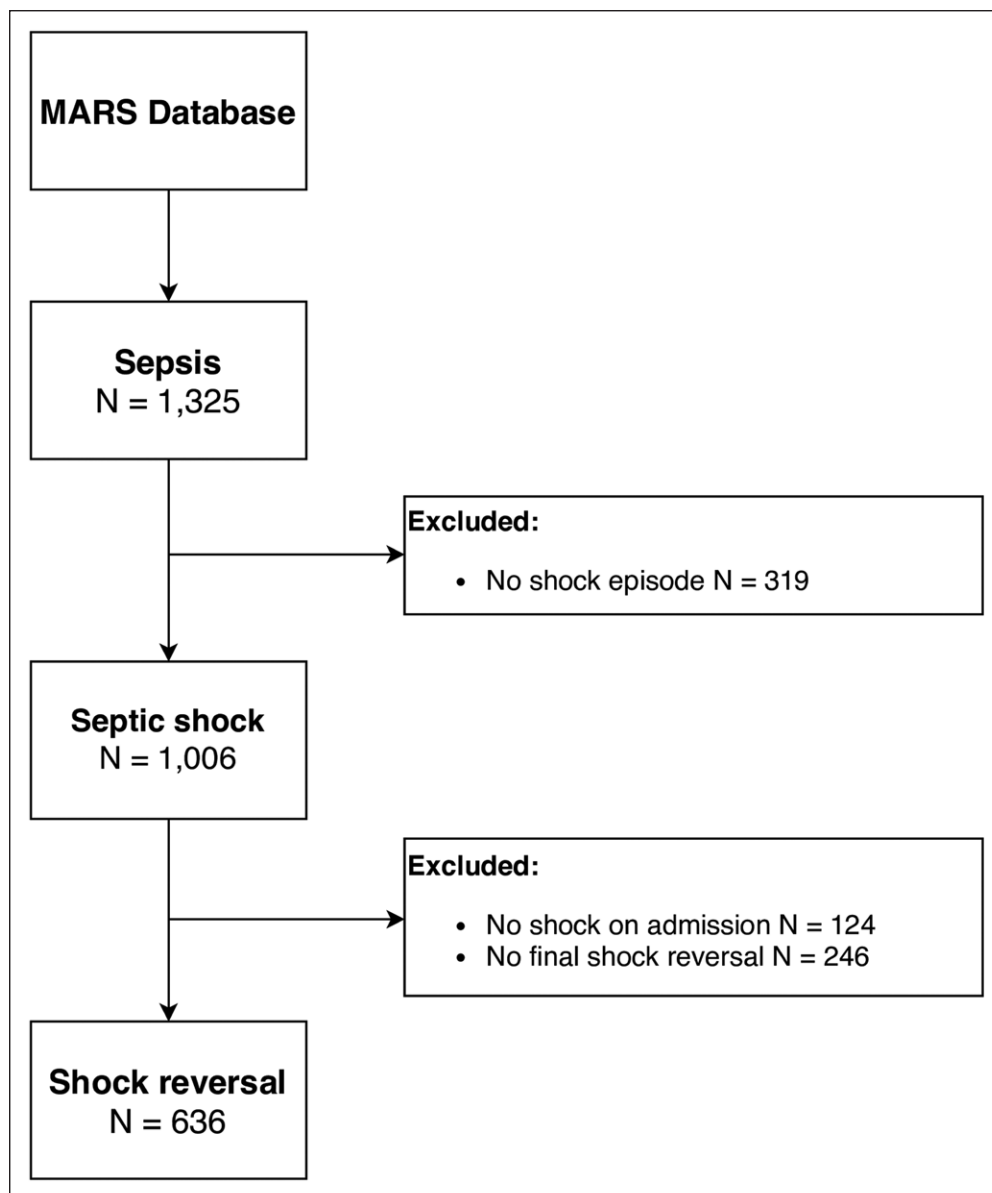 MARS Database
Sepsis
N = 1,325
Excluded:
• No shock episode N = 319
Septic shock
N = 1,006
Excluded:
• No shock on admission N = 124
• No final shock reversal N = 246
Shock reversal
N = 636